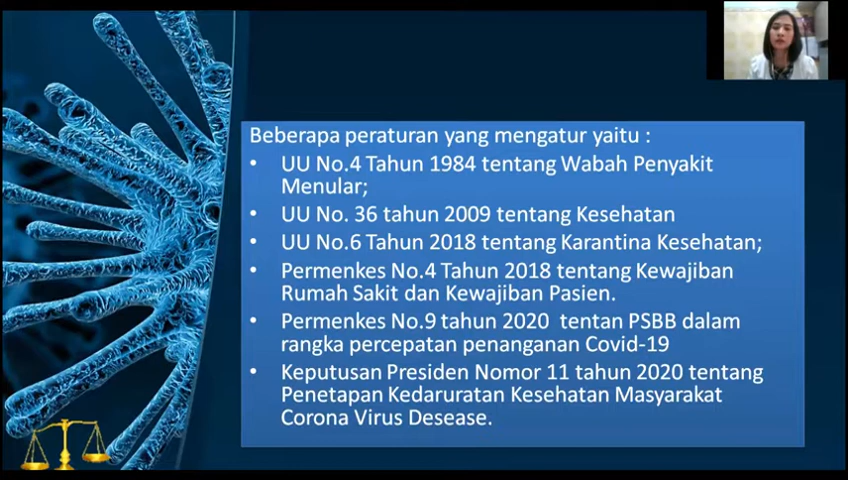 Beberapa peraturan yang mengatur yaitu :
• UU No.4 Tahun 1984 tentang Wabah Penyakit
Menular;
• UU No. 36 tahun 2009 tentang Kesehatan
• UU No.6 Tahun 2018 tentang Karantina Kesehatan;
• Permenkes No.4 Tahun 2018 tentang Kewajiban
Rumah Sakit dan Kewajiban Pasien.
• Permenkes No.9 tahun 2020  tentan PSBB dalam
rangka percepatan penanganan Covid-19
• Keputusan Presiden Nomor 11 tahun 2020 tentang
Penetapan Kedaruratan Kesehatan Masyarakat
Corona Virus Desease.